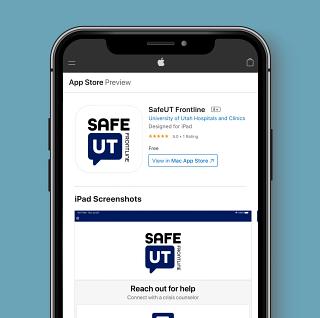 App Store Preview
SAFE
UT
FRONTLINE
SafeUT Frontline
University of Utah Hospitals and Clinics
Designed for iPad
★★★★★ 5.0 • 1 Rating
Free
View in Mac App Store ↗
iPad Screenshots
SAFE
UT
FRONTLINE
Reach out for help
Connect with a crisis counselor
SAFE